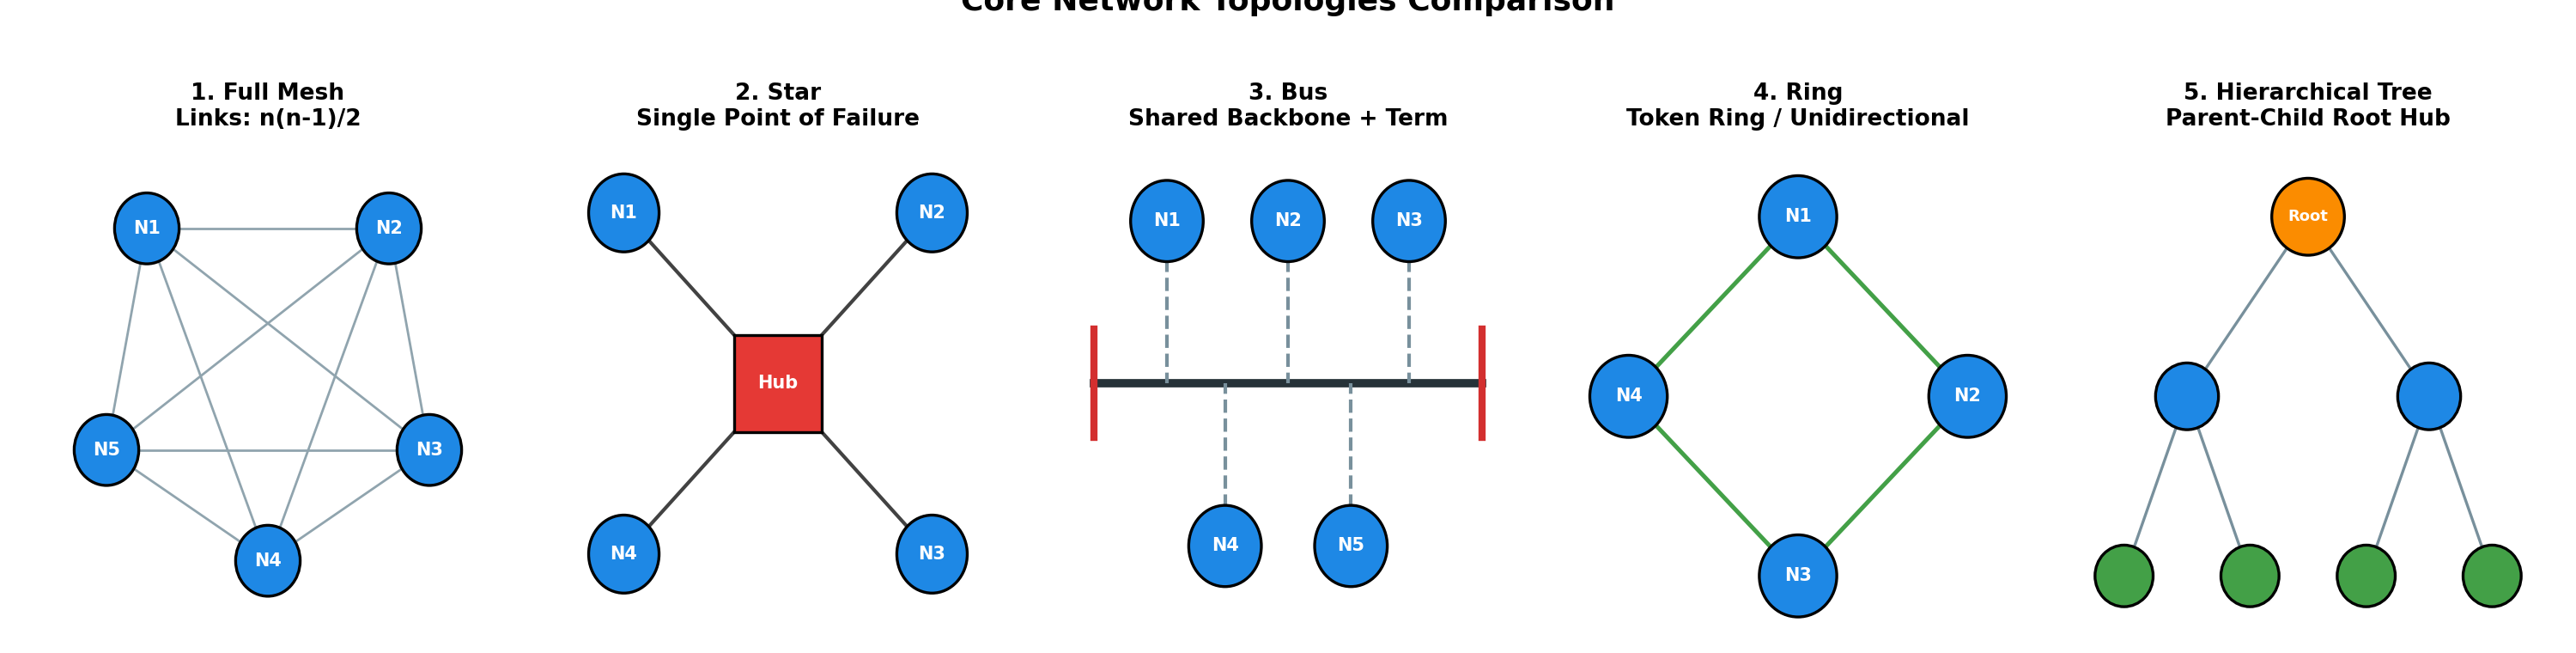 Core Network Topologies Comparison
1. Full Mesh
Links: n(n-1)/2
N1
N2
N5
N3
N4
2. Star
Single Point of Failure
N1
N2
Hub
N4
N3
3. Bus
Shared Backbone + Term
N1
N2
N3
N4
N5
4. Ring
Token Ring / Unidirectional
N1
N4
N2
N3
5. Hierarchical Tree
Parent-Child Root Hub
Root